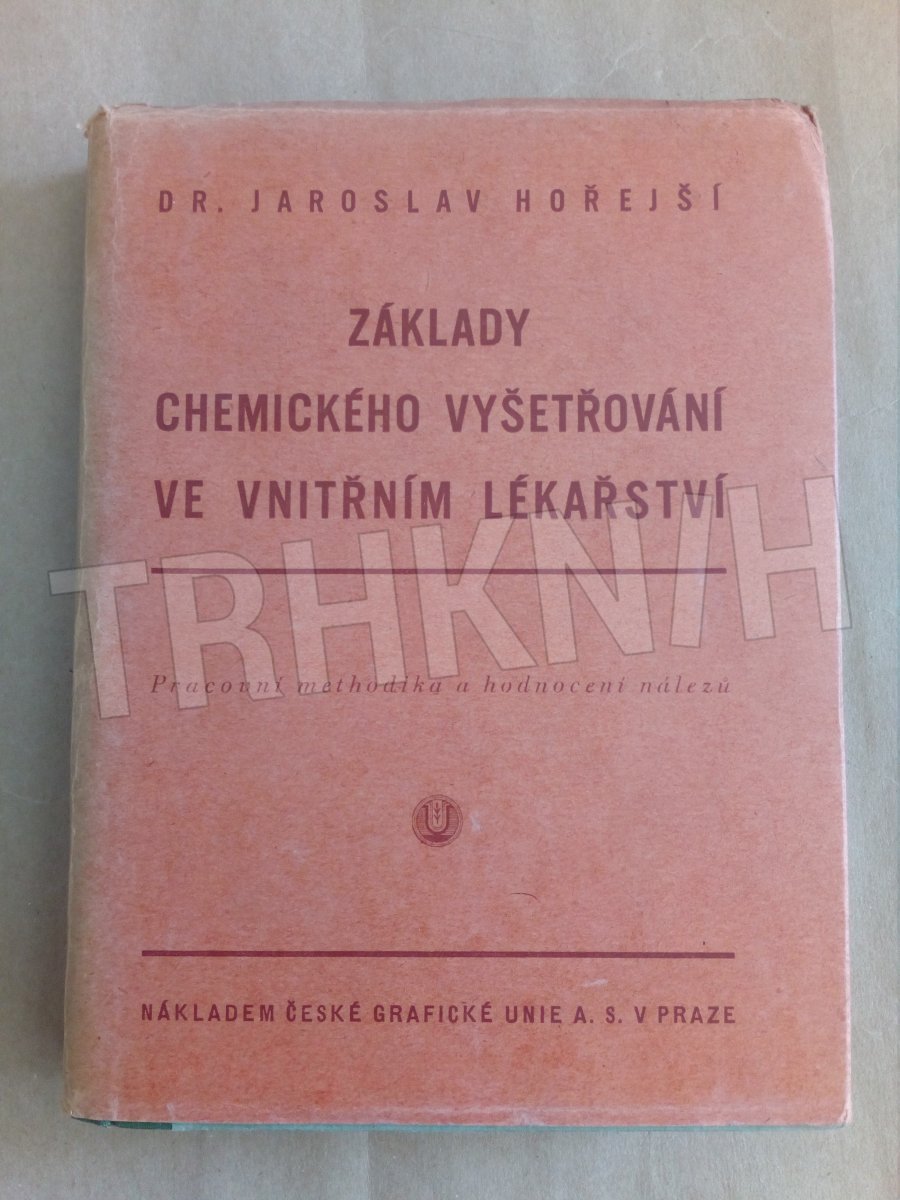 DR. JAROSLAV HOŘEJŠÍ
ZÁKLADY
CHEMICKÉHO VYŠETŘOVÁNÍ
VE VNITŘNÍM LÉKAŘSTVÍ
TRHKNIH
Pracovní methodika a hodnocení nálezů
U
NÁKLADEM ČESKÉ GRAFICKÉ UNIE A. S. V PRAZE